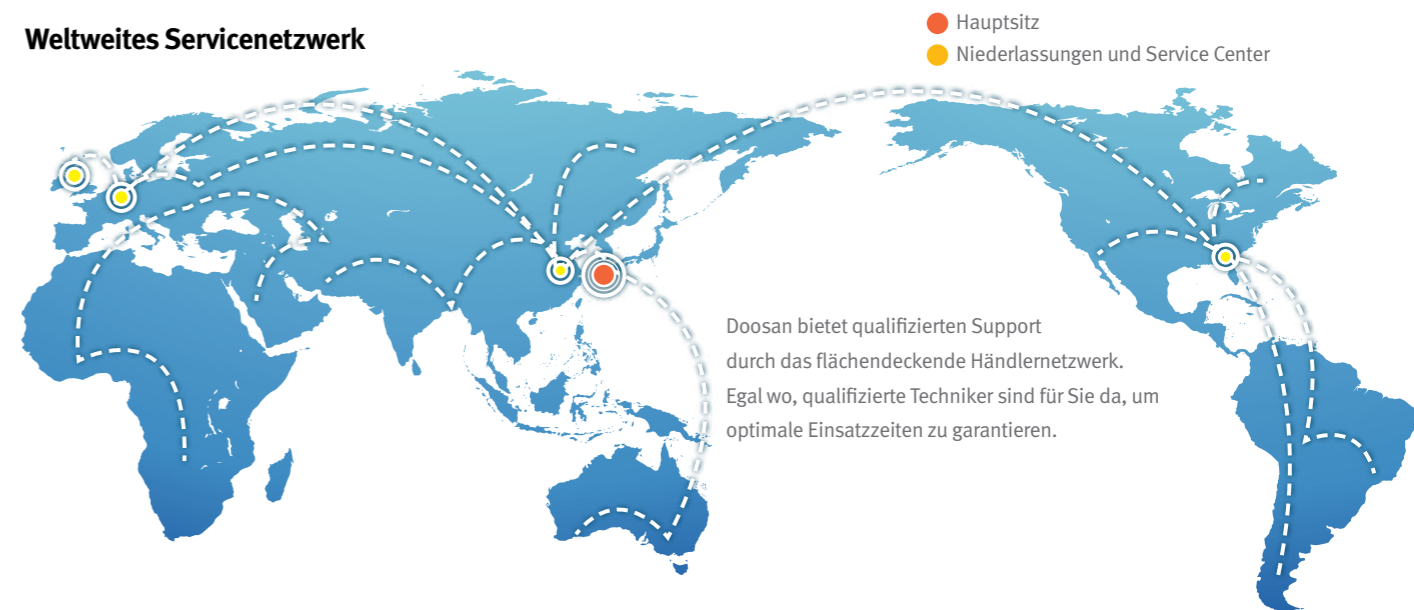 Weltweites Servicenetzwerk
Hauptsitz
Niederlassungen und Service Center
Doosan bietet qualifizierten Support
durch das flächendeckende Händlernetzwerk.
Egal wo, qualifizierte Techniker sind für Sie da, um
optimale Einsatzzeiten zu garantieren.